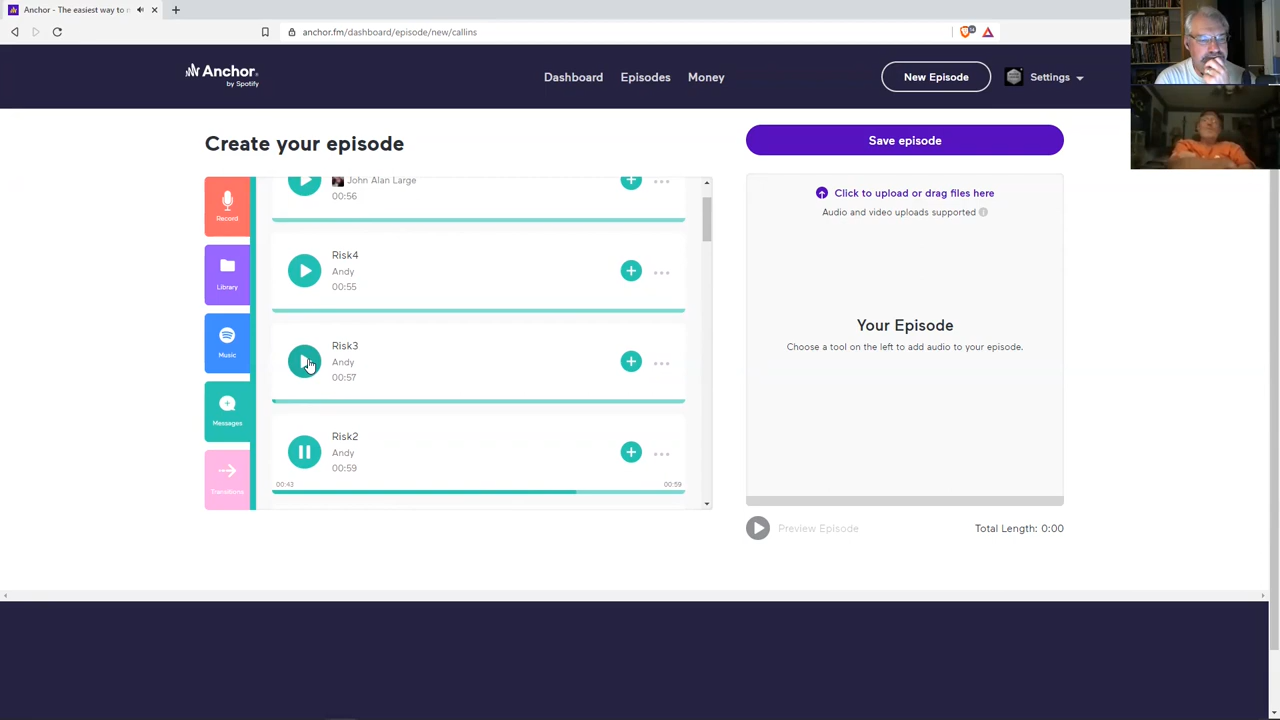 Anchor - The easiest way to
anchor.fm/dashboard/episode/new/callins
Anchor
by Spotify
Dashboard
Episodes
Money
New Episode
Settings
Create your episode
Save episode
Record
Library
Music
Messages
Transitions
John Alan Large
00:56
Risk4
Andy
00:55
Risk3
Andy
00:57
Risk2
Andy
00:59
00:43
00:59
Click to upload or drag files here
Audio and video uploads supported
Your Episode
Choose a tool on the left to add audio to your episode.
Preview Episode
Total Length: 0:00